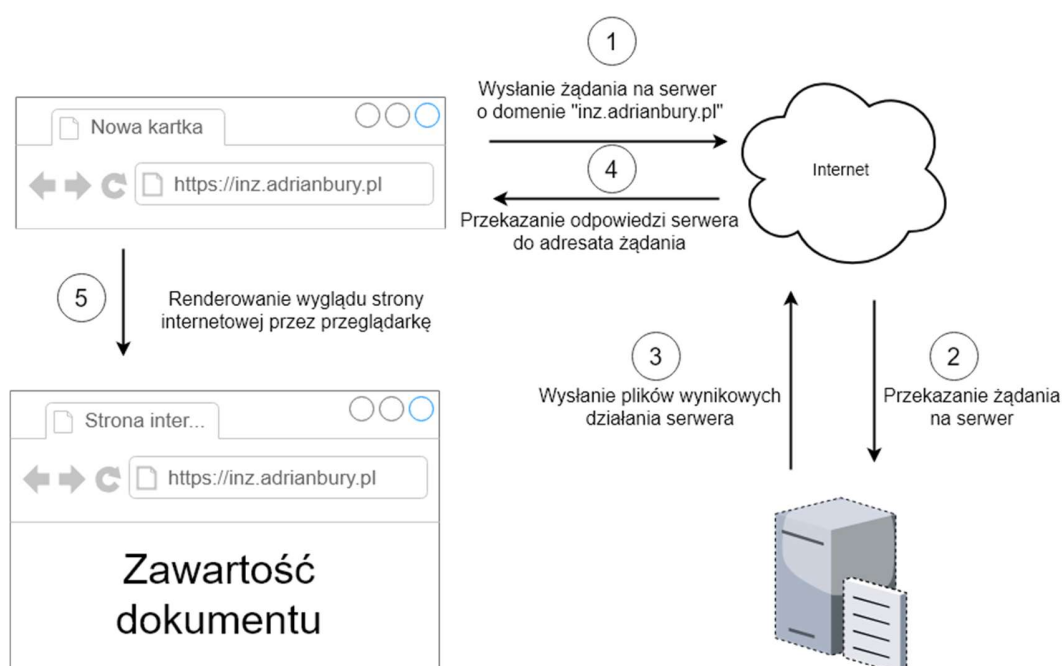 1
Wysłanie żądania na serwer
o domenie "inz.adrianbury.pl"
Nowa kartka
https://inz.adrianbury.pl
4
Przekazanie odpowiedzi serwera
do adresata żądania
Internet
5
Renderowanie wyglądu strony
internetowej przez przeglądarkę
3
Wysłanie plików wynikowych
działania serwera
2
Przekazanie żądania
na serwer
Strona inter...
https://inz.adrianbury.pl
Zawartość
dokumentu